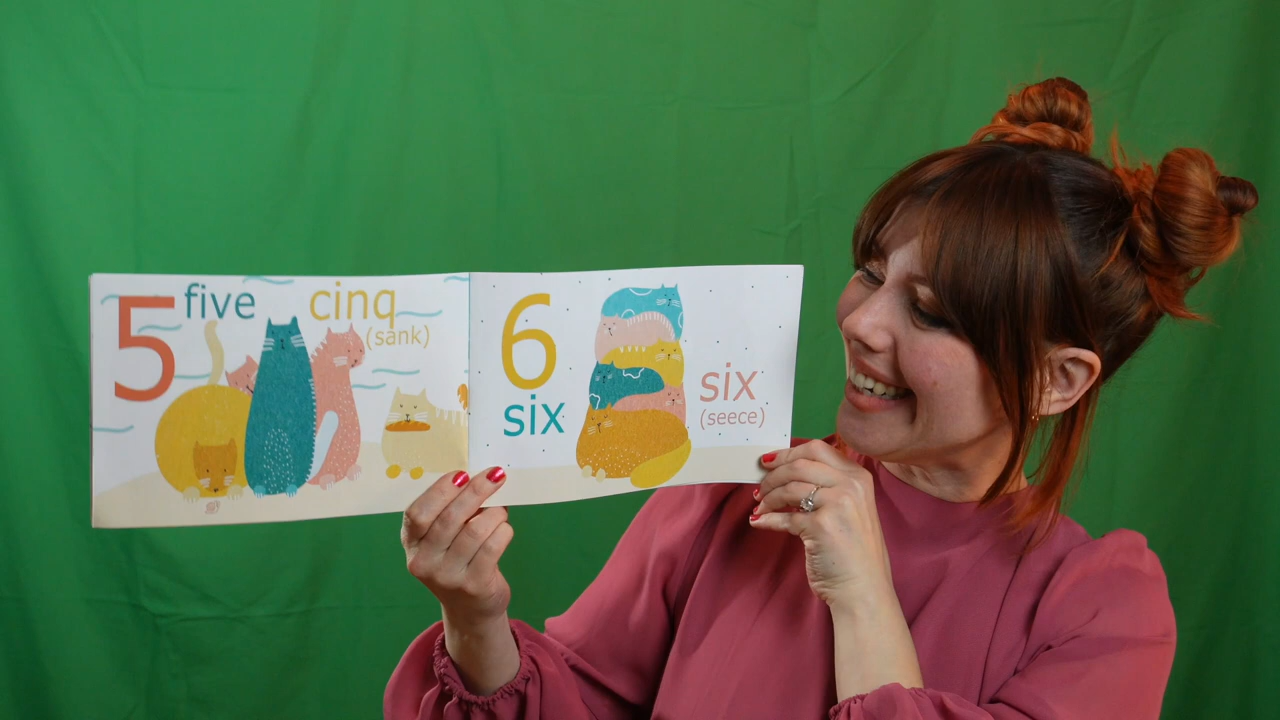 5 five cinq
(sank)
6
six
six
(seece)